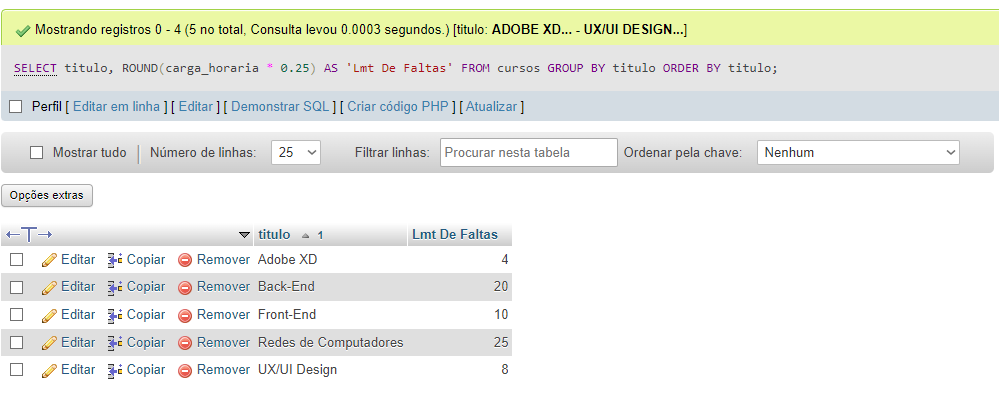 Mostrando registros 0 - 4 (5 no total, Consulta levou 0.0003 segundos.) [titulo: ADOBE XD... - UX/UI DESIGN...]
SELECT titulo, ROUND(carga_horaria * 0.25) AS 'Lmt De Faltas' FROM cursos GROUP BY titulo ORDER BY titulo;
Perfil [ Editar em linha ] [ Editar ] [ Demonstrar SQL ] [ Criar código PHP ] [ Atualizar ]
Mostrar tudo Número de linhas: 25 Filtrar linhas: Procurar nesta tabela Ordenar pela chave: Nenhum
Opções extras
titulo 1 Lmt De Faltas
Editar Copiar Remover Adobe XD 4
Editar Copiar Remover Back-End 20
Editar Copiar Remover Front-End 10
Editar Copiar Remover Redes de Computadores 25
Editar Copiar Remover UX/UI Design 8